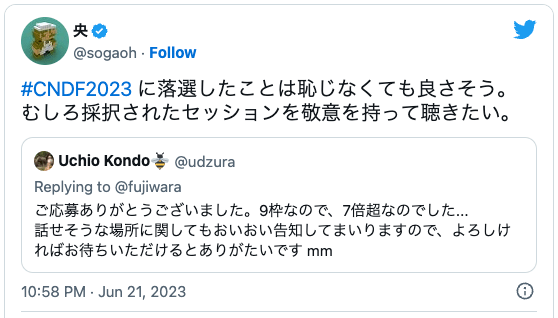 央
@sogaoh · Follow
#CNDF2023 に落選したことは恥じなくても良さそう。
むしろ採択されたセッションを敬意を持って聴きたい。
Uchio Kondo🐝 @udzura
Replying to @fujiwara
ご応募ありがとうございました。9枠なので、7倍超なのでした...
話せそうな場所に関してもおいおい告知してまいりますので、よろしけ
ればお待ちいただけるとありがたいです mm
10:58 PM · Jun 21, 2023